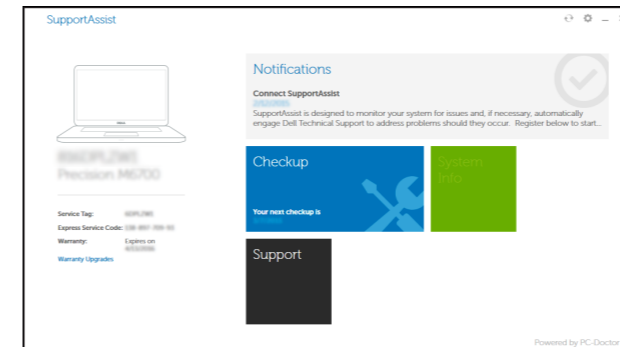 SupportAssist
Notifications
Connect SupportAssist
SupportAssist is designed to monitor your system for issues and, if necessary, automatically
engage Dell Technical Support to address problems should they occur. Register below to start...
Precision M6700
Checkup
System
Info
Your next checkup is
Service Tag:
Express Service Code:
Warranty: Expires on
Warranty Upgrades
Support
Powered by PC-Doctor